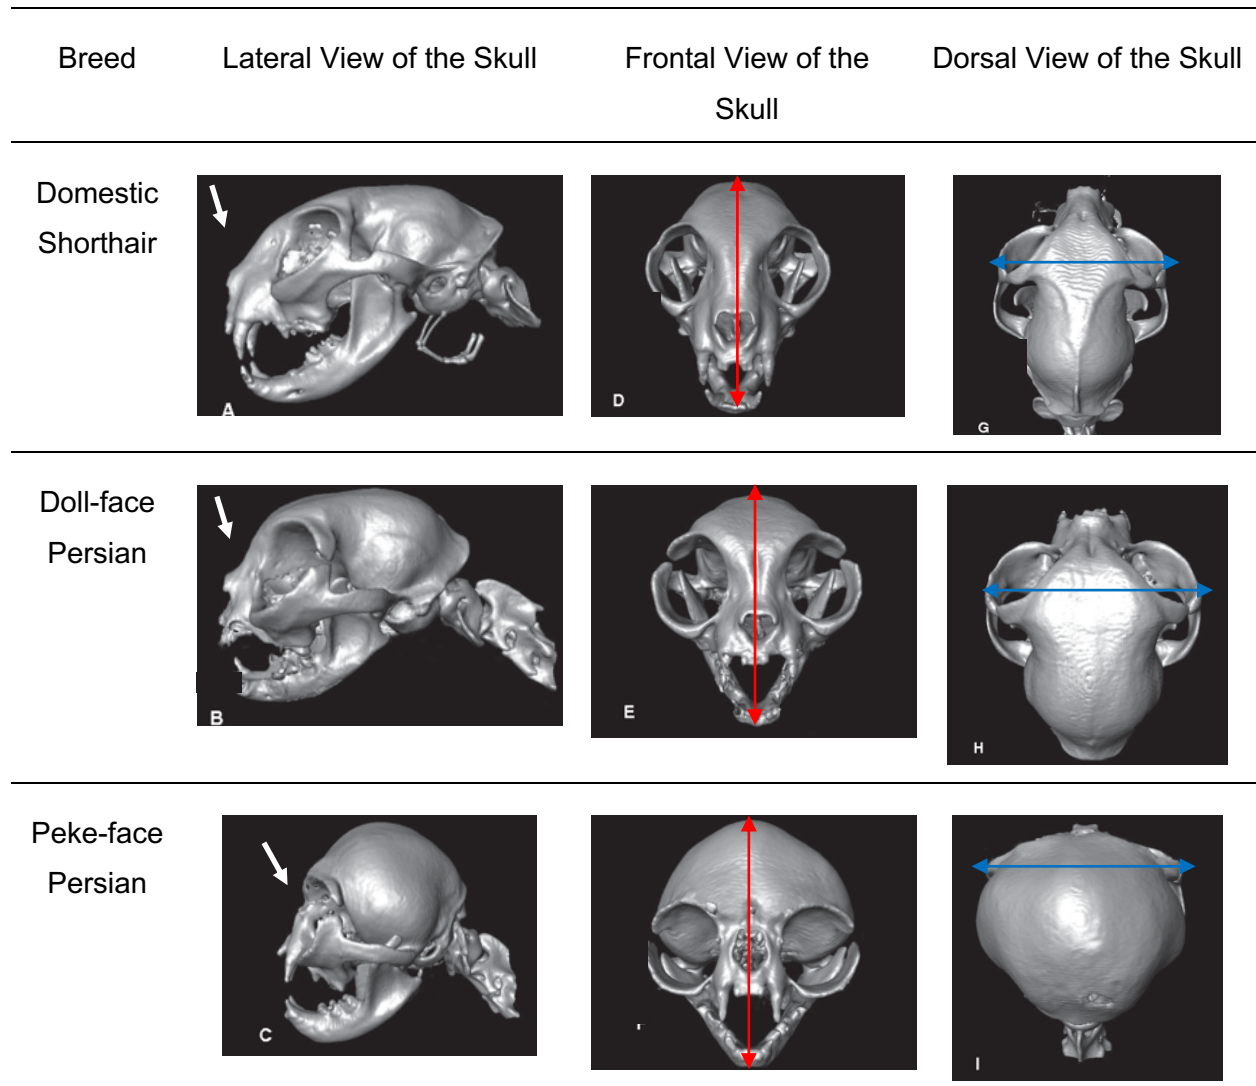 Breed
Lateral View of the Skull
Frontal View of the
Skull
Dorsal View of the Skull
Domestic
Shorthair
A
D
G
Doll-face
Persian
B
E
H
Peke-face
Persian
C
I